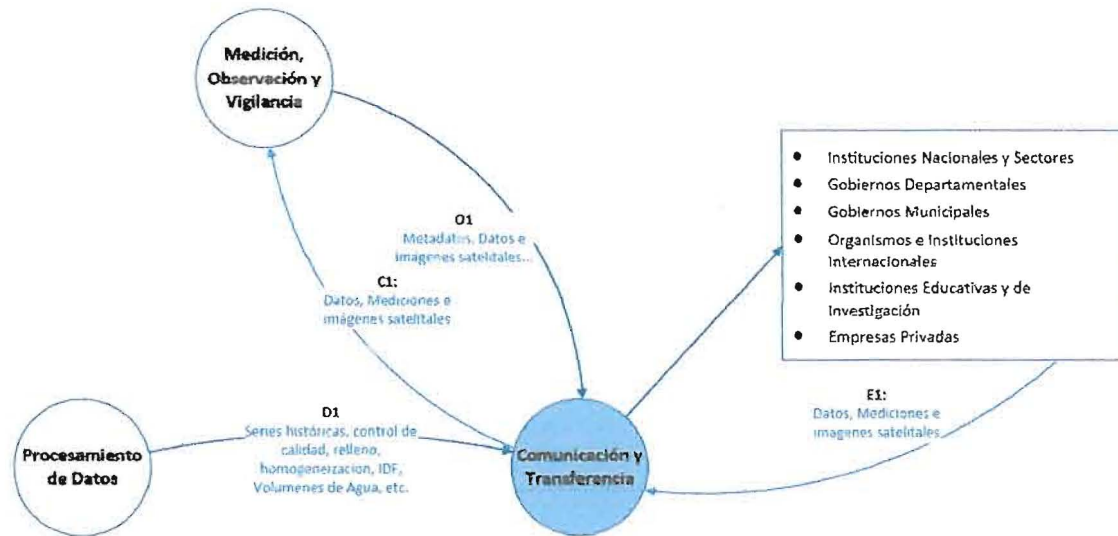 Medición,
Observación y
Vigilancia
• Instituciones Nacionales y Sectores
• Gobiernos Departamentales
• Gobiernos Municipales
• Organismos e Instituciones
Internacionales
• Instituciones Educativas y de
Investigación
• Empresas Privadas
O1
Metadatos, Datos e
imágenes satelitales...
C1:
Datos, Mediciones e
imágenes satelitales
E1:
Datos, Mediciones e
imagenes satelitales
D1
Series históricas, control de
calidad, relleno,
homogeneizacion, IDF,
Volumenes de Agua, etc.
Procesamiento
de Datos
Comunicación y
Transferencia